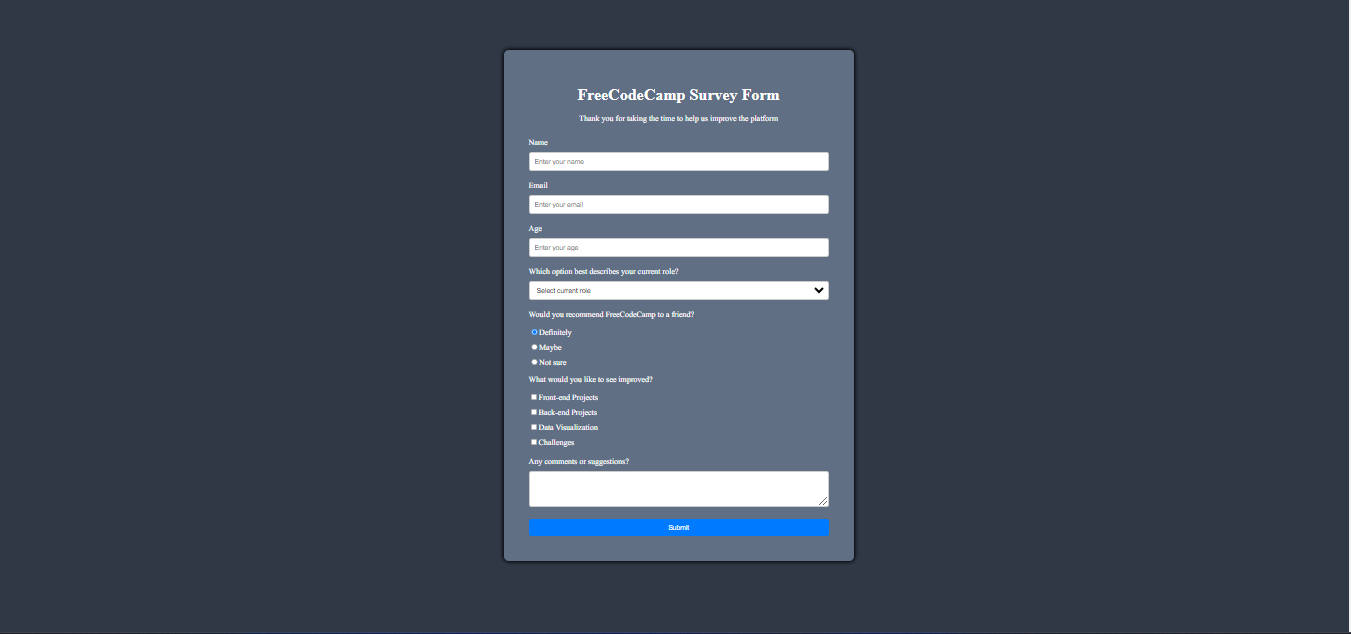 FreeCodeCamp Survey Form
Thank you for taking the time to help us improve the platform
Name
Enter your name
Email
Enter your email
Age
Enter your age
Which option best describes your current role?
Select current role
Would you recommend FreeCodeCamp to a friend?
Definitely
Maybe
Not sure
What would you like to see improved?
Front-end Projects
Back-end Projects
Data Visualization
Challenges
Any comments or suggestions?
Submit